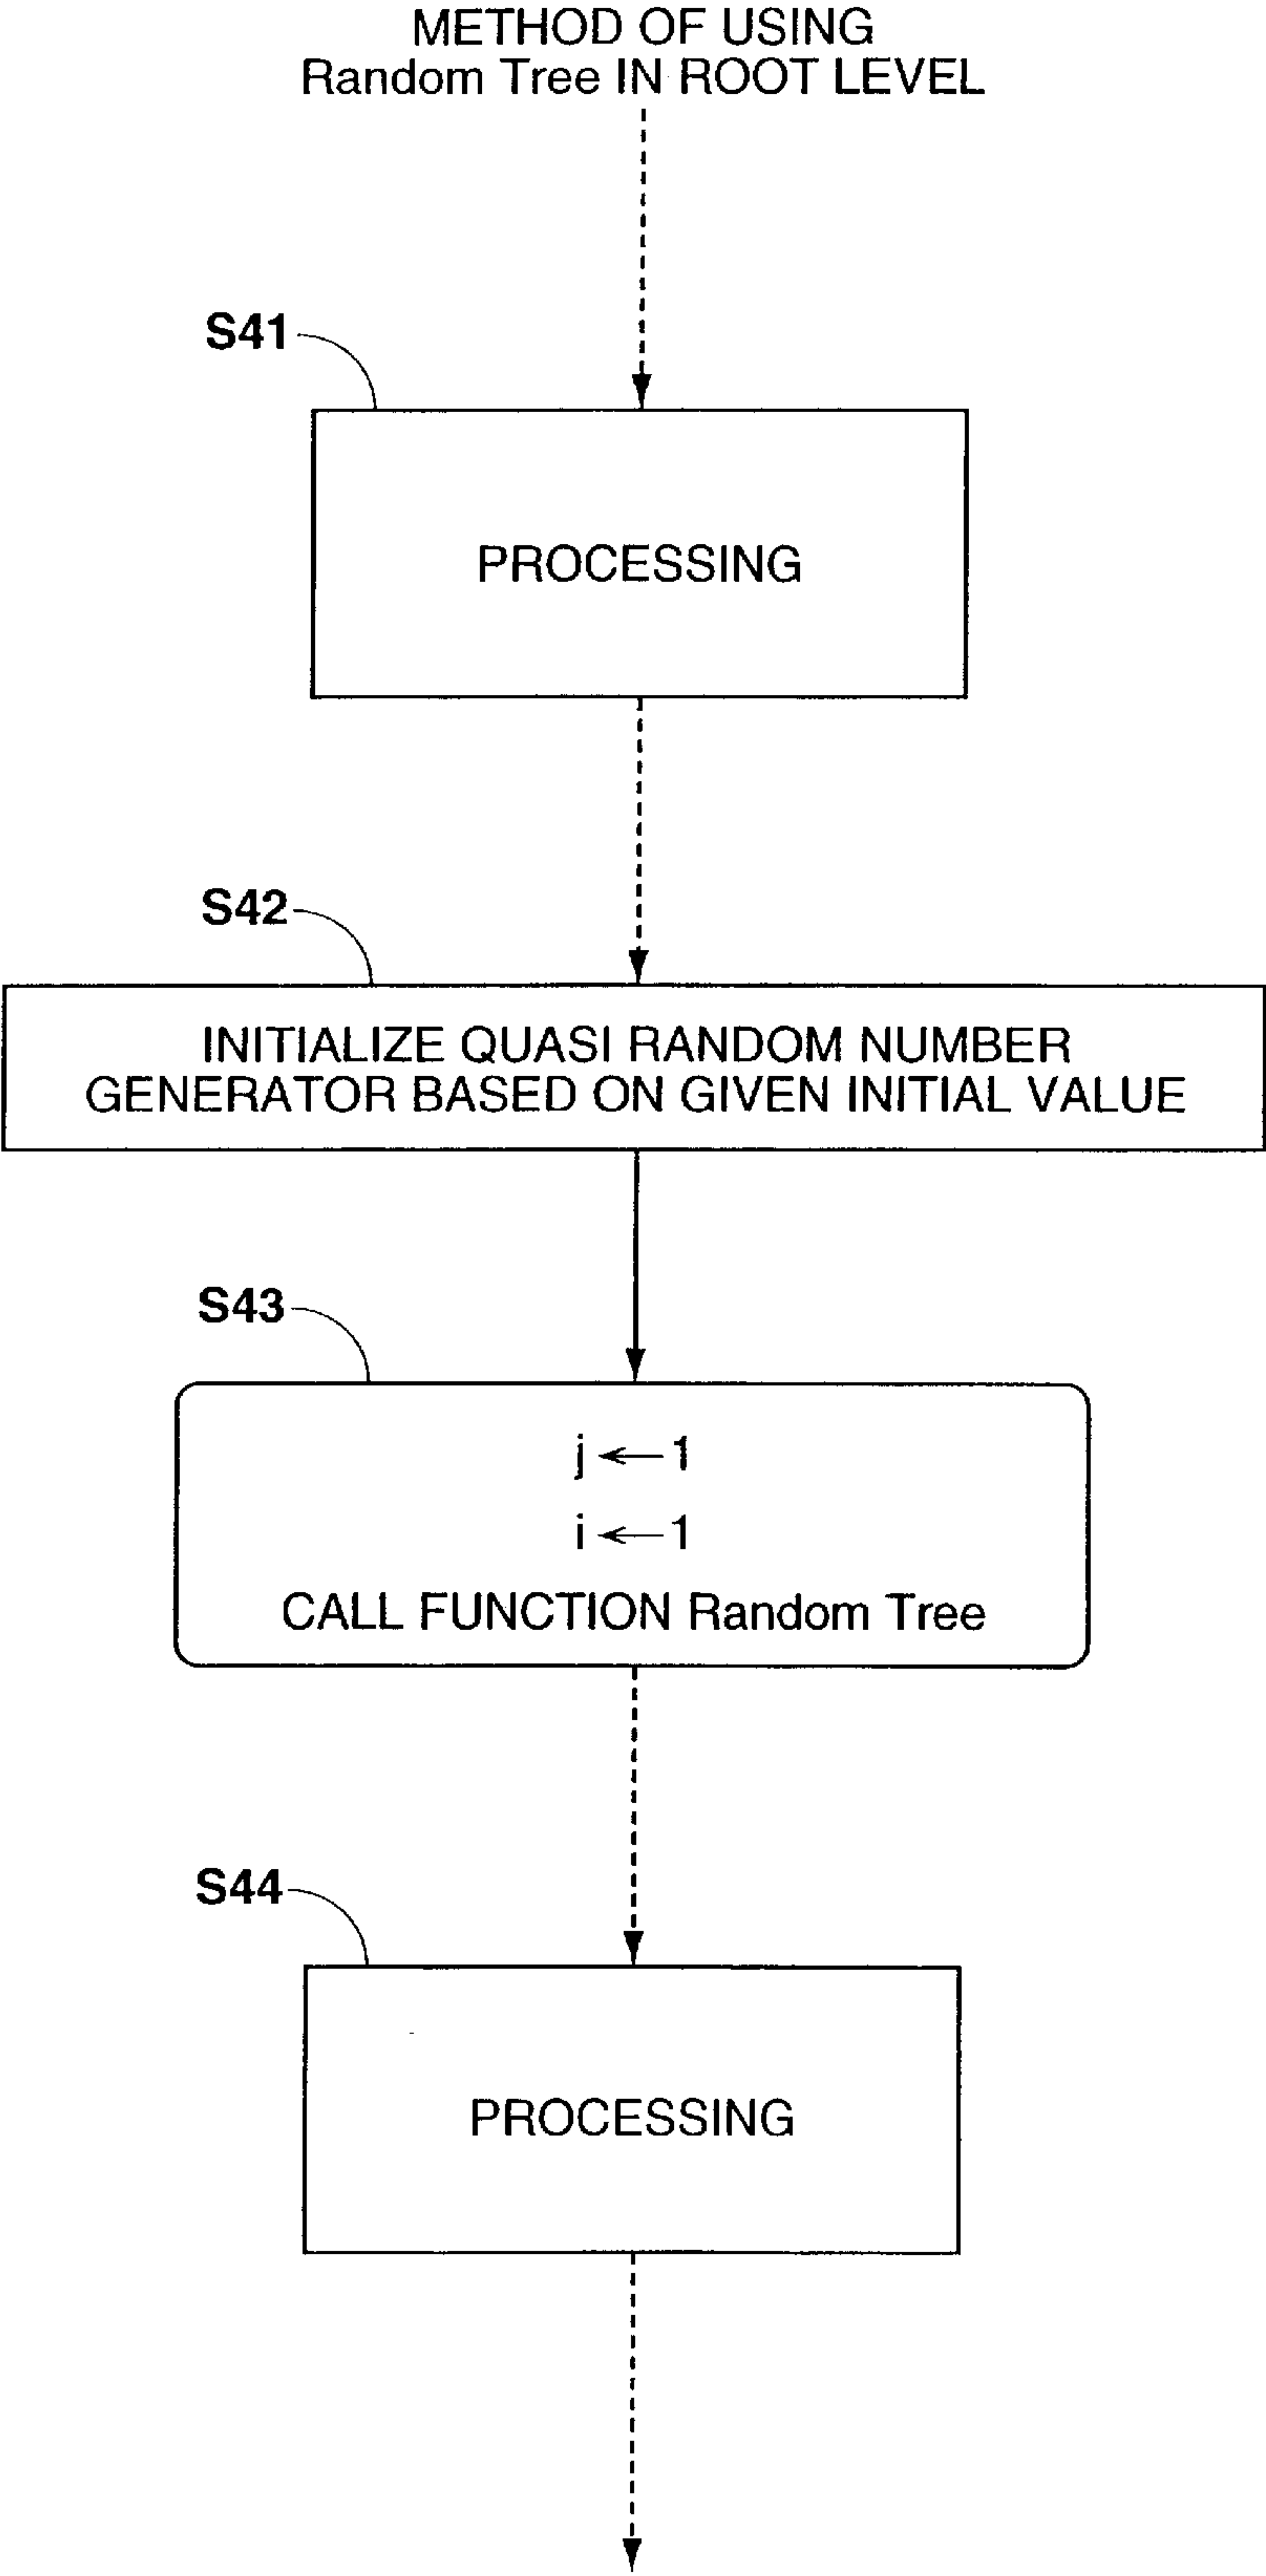 METHOD OF USING
Random Tree IN ROOT LEVEL
S41
PROCESSING
S42
INITIALIZE QUASI RANDOM NUMBER
GENERATOR BASED ON GIVEN INITIAL VALUE
S43
j ← 1
i ← 1
CALL FUNCTION Random Tree
S44
PROCESSING